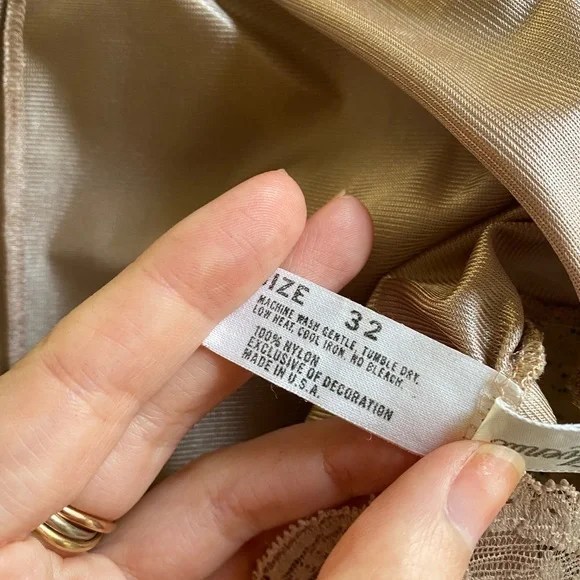 SIZE 32
MACHINE WASH GENTLE, TUMBLE DRY,
LOW HEAT, COOL IRON. NO BLEACH.
100% NYLON
EXCLUSIVE OF DECORATION
MADE IN U.S.A.